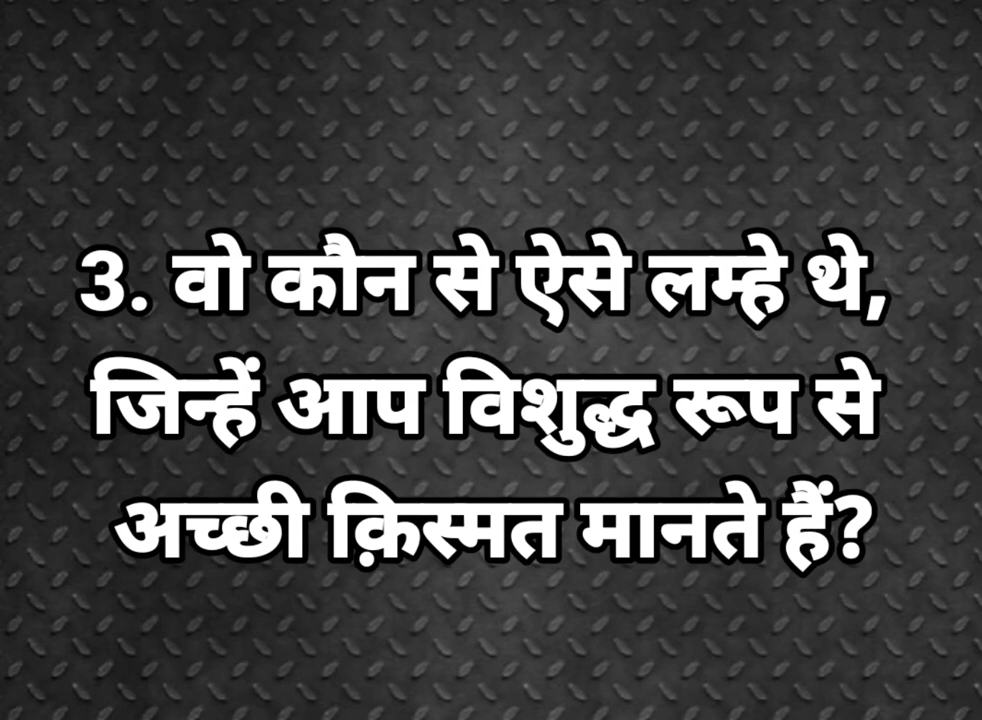 3. वो कौन से ऐसे लम्हे थे,
जिन्हें आप विशुद्ध रूप से
अच्छी क़िस्मत मानते हैं?